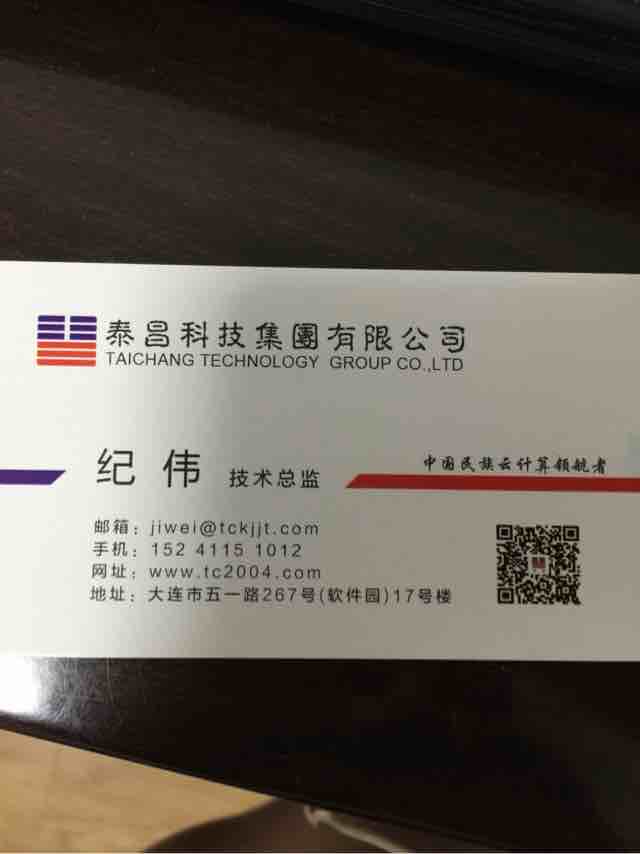 泰昌科技集團有限公司
TAICHANG TECHNOLOGY GROUP CO.,LTD
纪 伟 技术总监
中国民族云计算领航者
邮箱：jiwei@tckjjt.com
手机：152 4115 1012
网址：www.tc2004.com
地址：大连市五一路267号(软件园)17号楼